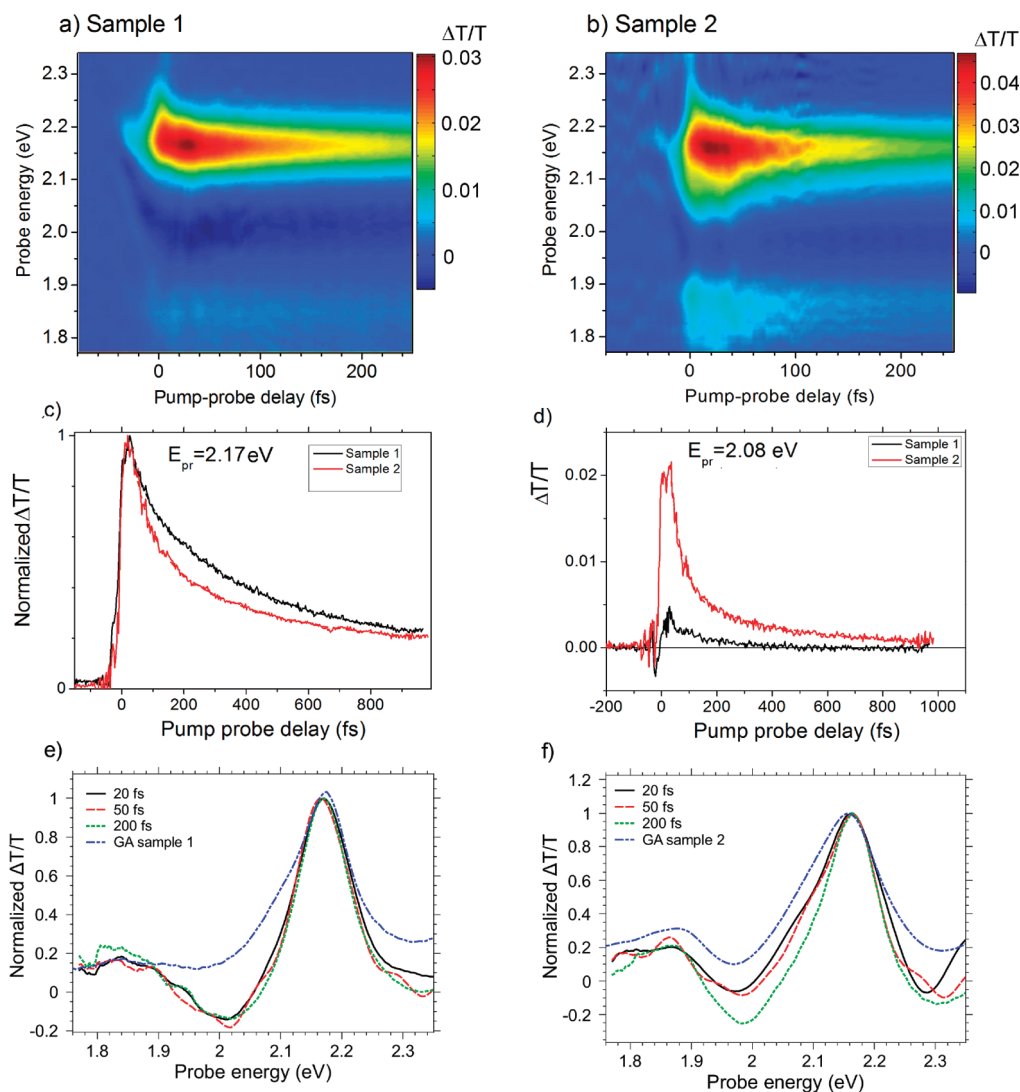 a) Sample 1
ΔT/T
Probe energy (eV)
2.3
2.2
2.1
2.0
1.9
1.8
0 100 200
Pump-probe delay (fs)
0.03
0.02
0.01
0
b) Sample 2
ΔT/T
Probe energy (eV)
2.3
2.2
2.1
2.0
1.9
1.8
0 100 200
Pump-probe delay (fs)
0.04
0.03
0.02
0.01
0
c)
E_pr=2.17 eV
Sample 1
Sample 2
Normalized ΔT/T
1
0
0 200 400 600 800
Pump probe delay (fs)
d)
E_pr=2.08 eV
Sample 1
Sample 2
ΔT/T
0.02
0.01
0.00
-200 0 200 400 600 800 1000
Pump probe delay (fs)
e)
20 fs
50 fs
200 fs
GA sample 1
Normalized ΔT/T
1
0.8
0.6
0.4
0.2
0
-0.2
1.8 1.9 2 2.1 2.2 2.3
Probe energy (eV)
f)
20 fs
50 fs
200 fs
GA sample 2
Normalized ΔT/T
1.2
1
0.8
0.6
0.4
0.2
0
-0.2
1.8 1.9 2 2.1 2.2 2.3
Probe energy (eV)